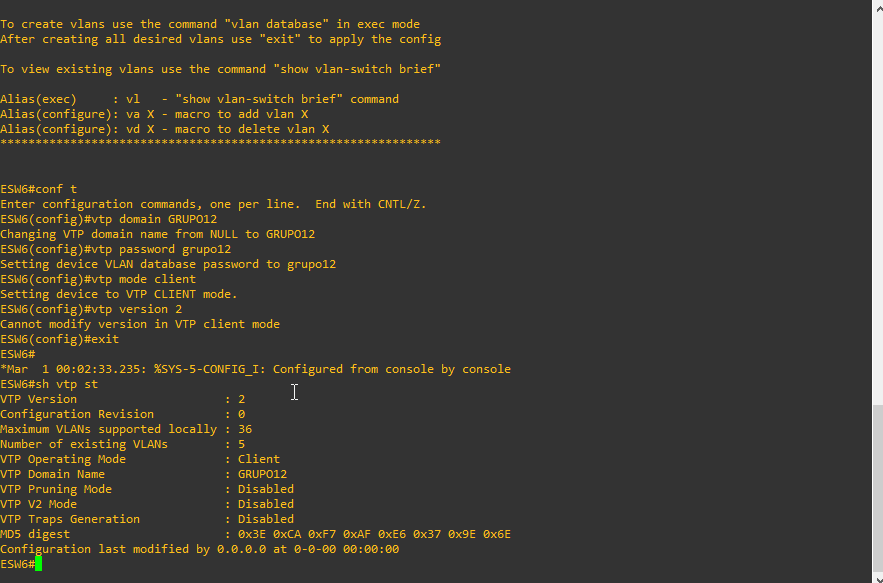 To create vlans use the command "vlan database" in exec mode
After creating all desired vlans use "exit" to apply the config
To view existing vlans use the command "show vlan-switch brief"
Alias(exec)     : vl   - "show vlan-switch brief" command
Alias(configure): va X - macro to add vlan X
Alias(configure): vd X - macro to delete vlan X
***************************************************************
ESW6#conf t
Enter configuration commands, one per line.  End with CNTL/Z.
ESW6(config)#vtp domain GRUPO12
Changing VTP domain name from NULL to GRUPO12
ESW6(config)#vtp password grupo12
Setting device VLAN database password to grupo12
ESW6(config)#vtp mode client
Setting device to VTP CLIENT mode.
ESW6(config)#vtp version 2
Cannot modify version in VTP client mode
ESW6(config)#exit
ESW6#
*Mar  1 00:02:33.235: %SYS-5-CONFIG_I: Configured from console by console
ESW6#sh vtp st
VTP Version                     : 2
Configuration Revision          : 0
Maximum VLANs supported locally : 36
Number of existing VLANs        : 5
VTP Operating Mode              : Client
VTP Domain Name                 : GRUPO12
VTP Pruning Mode                : Disabled
VTP V2 Mode                     : Disabled
VTP Traps Generation            : Disabled
MD5 digest                      : 0x3E 0xCA 0xF7 0xAF 0xE6 0x37 0x9E 0x6E
Configuration last modified by 0.0.0.0 at 0-0-00 00:00:00
ESW6#